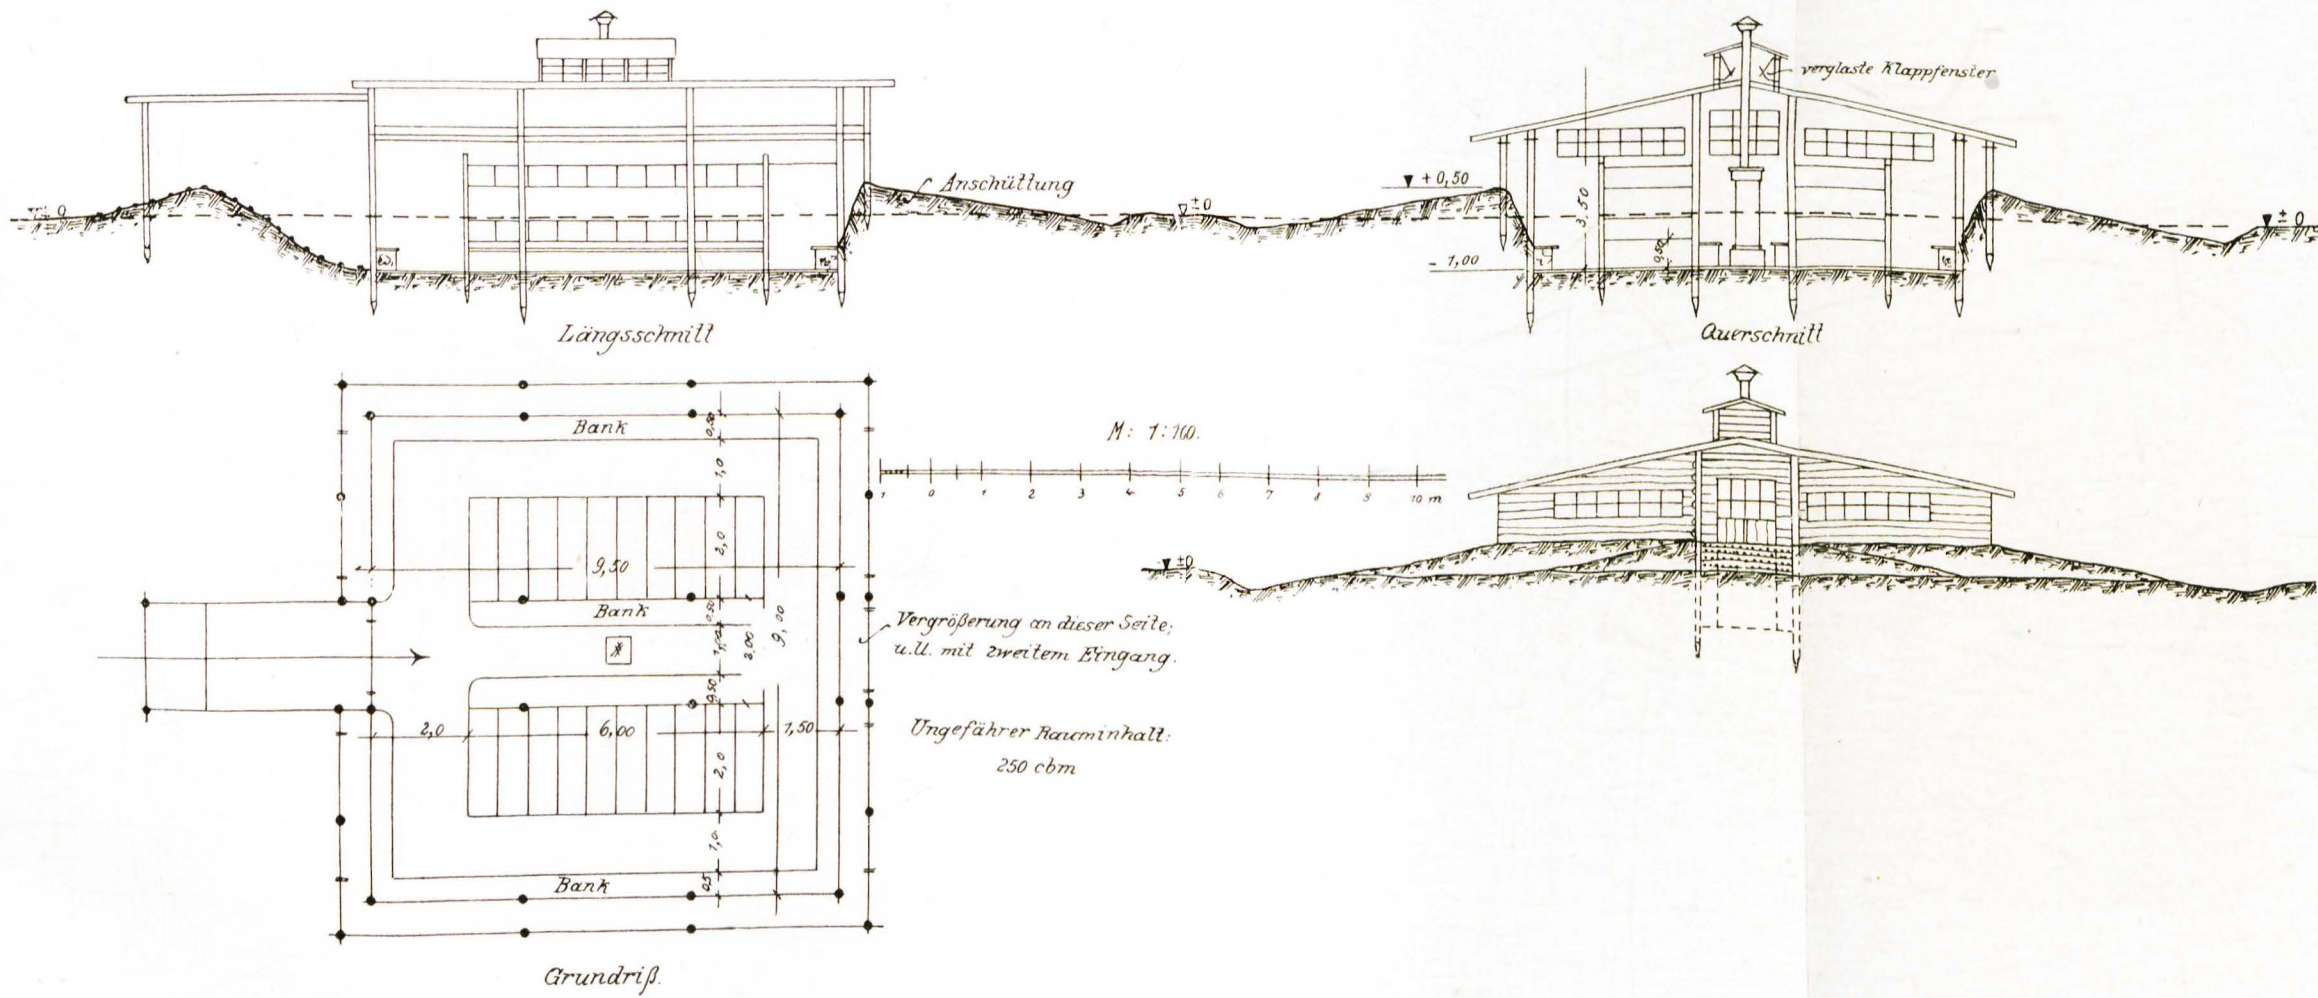 verglaste Klappfenster
Anschüttung
+ 0,50
±0
0
± 0
3,50
0,50
- 1,00
Längsschnitt
Querschnitt
Bank
0,50
1,0
2,0
9,50
Bank
0,50
1,00
2,00
9,00
0,50
2,0
6,00
1,50
2,0
1,0
0,5
Bank
Grundriß.
M: 1:100.
1 0 1 2 3 4 5 6 7 8 9 10 m
±0
Vergrößerung an dieser Seite;
u.U. mit zweitem Eingang.
Ungefährer Rauminhalt:
250 cbm